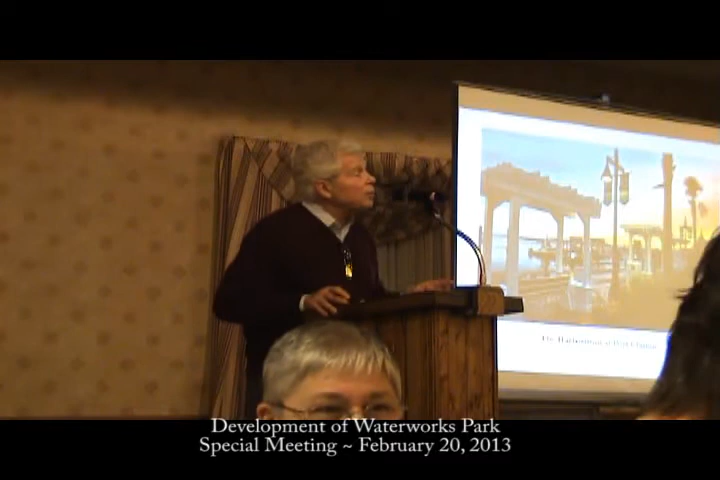 Development of Waterworks Park
Special Meeting ~ February 20, 2013